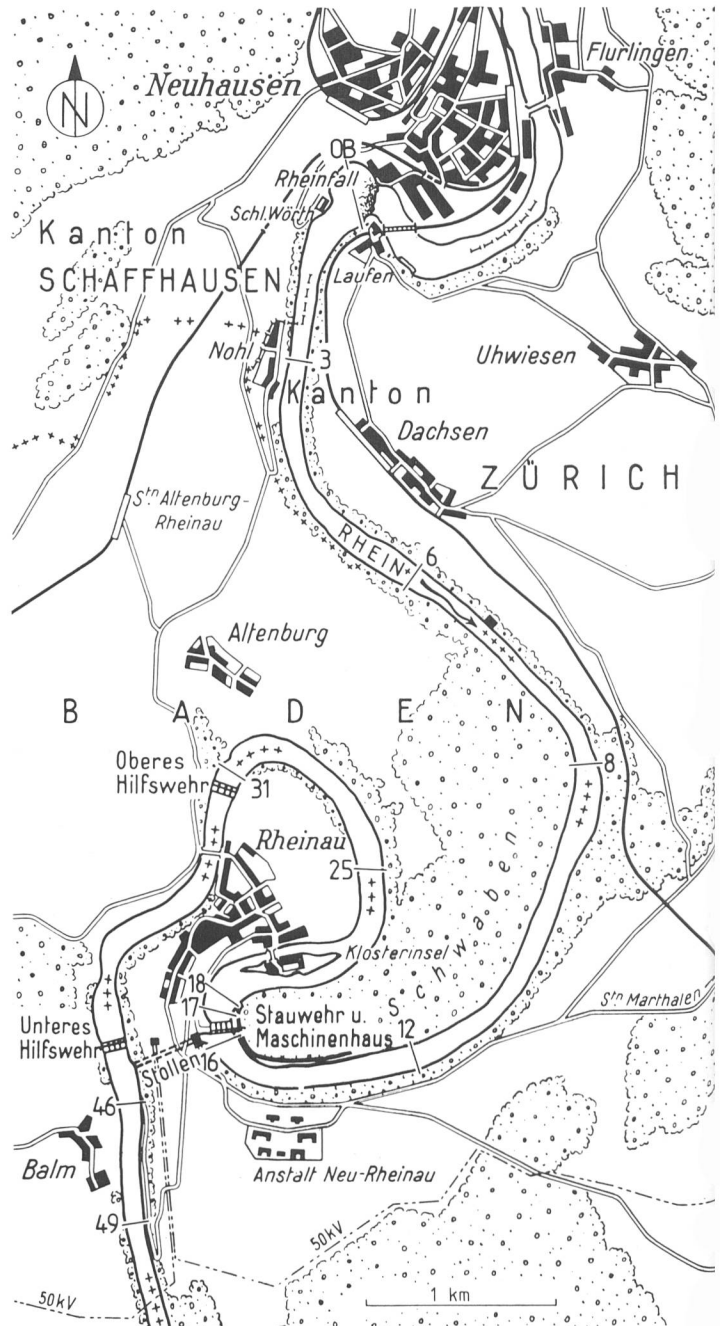 Flurlingen
Neuhausen
N
OB
Rheinfall
Schl. Wörth
Kanton
SCHAFFHAUSEN
Laufen
Nohl
3
Uhwiesen
Kanton
Dachsen
ZÜRICH
Stn Altenburg-
Rheinau
RHEIN
6
Altenburg
BADEN
Oberes
Hilfswehr
31
8
Rheinau
25
Schwaben
Klosterinsel
18
17
Stauwehr u.
Maschinenhaus
12
Stn Marthalen
Unteres
Hilfswehr
Stollen
16
46
Balm
Anstalt Neu-Rheinau
49
50kV
50kV
1 km